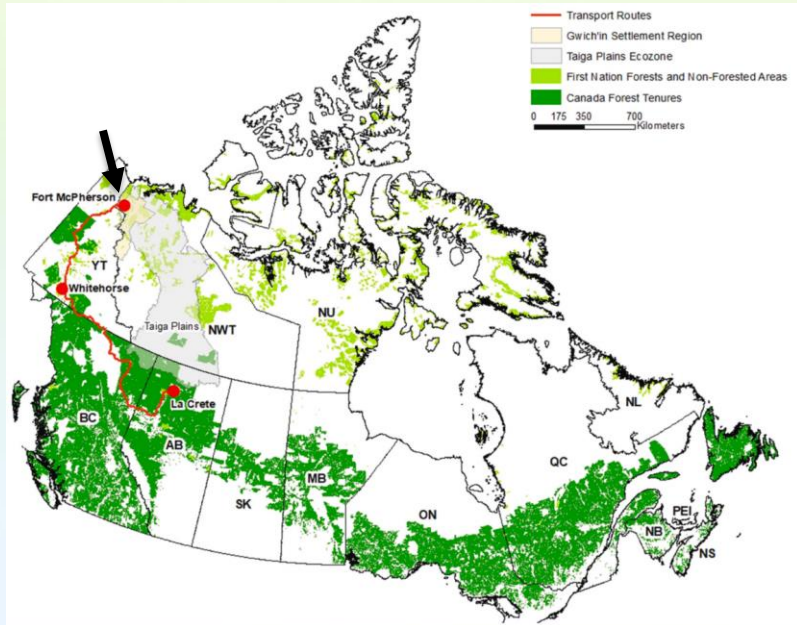 Transport Routes
Gwich'in Settlement Region
Taiga Plains Ecozone
First Nation Forests and Non-Forested Areas
Canada Forest Tenures
0 175 350 700
Kilometers
Fort McPherson
YT
Whitehorse
Taiga Plains
NWT
NU
La Crete
BC
AB
SK
MB
ON
QC
NL
PEI
NB
NS